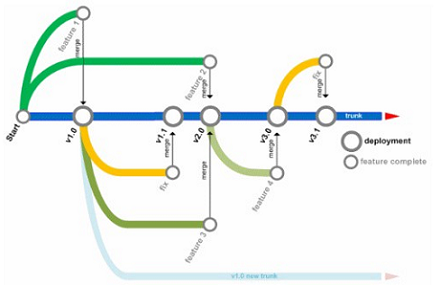 feature 1
merge
feature 2
merge
fix
merge
Start
v1.0
v1.1
v2.0
v3.0
v3.1
trunk
deployment
feature complete
merge
fix
merge
feature 3
merge
feature 4
v1.0 new trunk